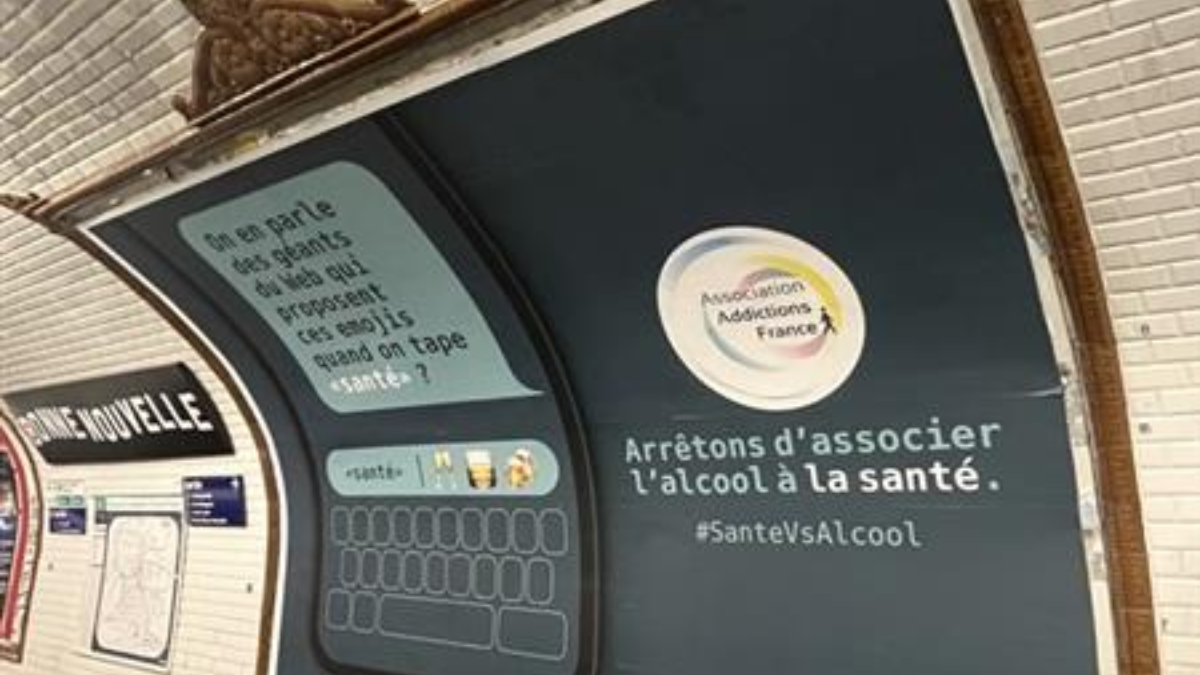 On en parle
des géants
du Web qui
proposent
ces emojis
quand on tape
«santé» ?
«santé»
BONNE NOUVELLE
Association
Addictions
France
Arrêtons d'associer
l'alcool à la santé.
#SanteVsAlcool